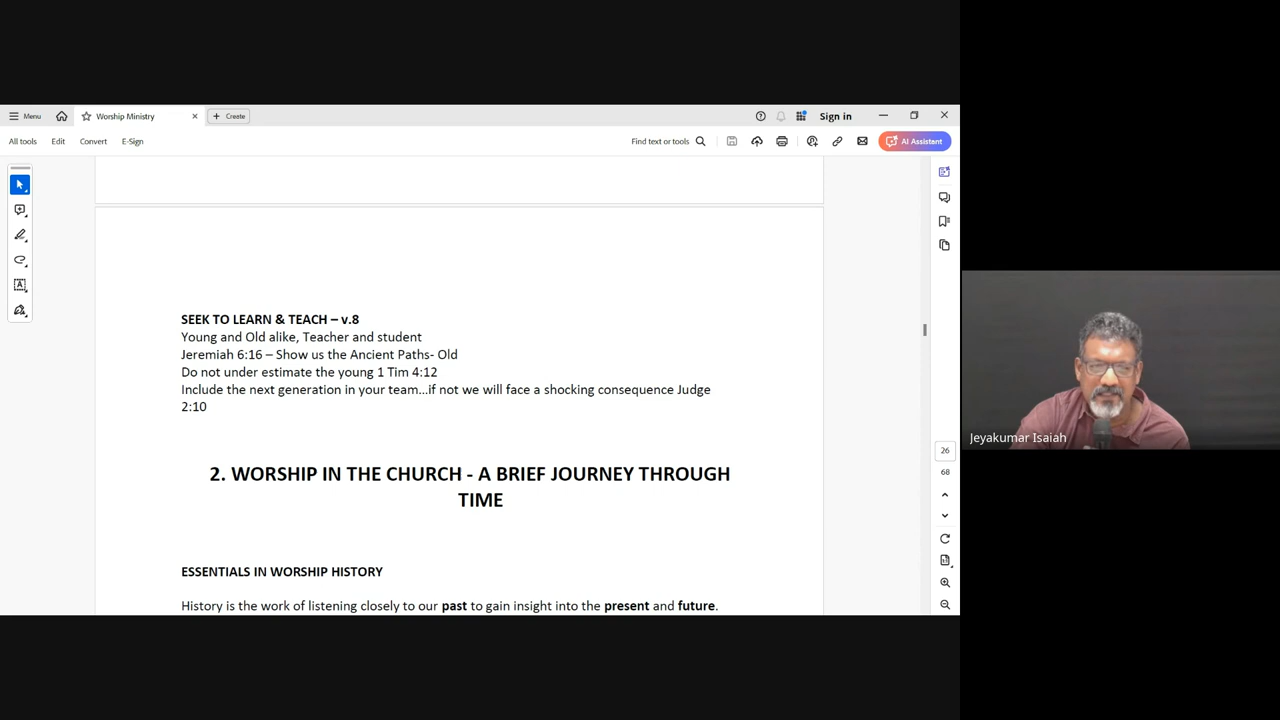 Menu
Worship Ministry
Create
Sign in
All tools
Edit
Convert
E-Sign
Find text or tools
AI Assistant
SEEK TO LEARN & TEACH – v.8
Young and Old alike, Teacher and student
Jeremiah 6:16 – Show us the Ancient Paths- Old
Do not under estimate the young 1 Tim 4:12
Include the next generation in your team...if not we will face a shocking consequence Judge
2:10
2. WORSHIP IN THE CHURCH - A BRIEF JOURNEY THROUGH
TIME
ESSENTIALS IN WORSHIP HISTORY
History is the work of listening closely to our past to gain insight into the present and future.
26
68
Jeyakumar Isaiah